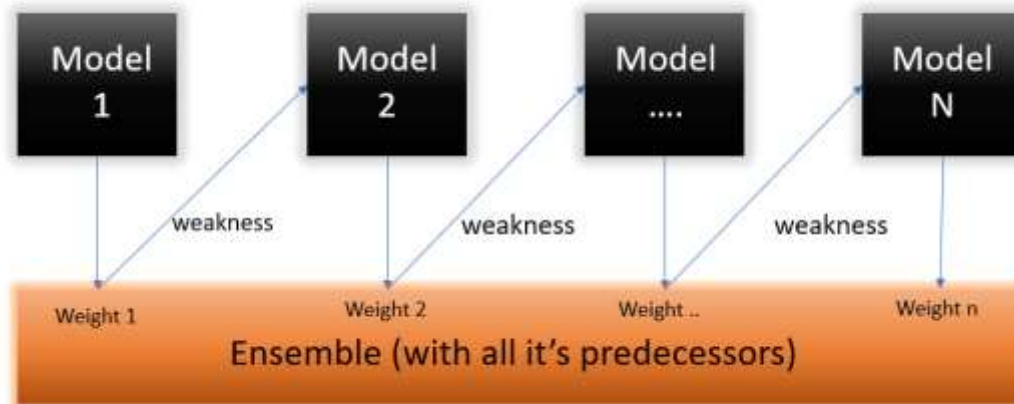 Model
1
Model
2
Model
....
Model
N
weakness
weakness
weakness
Weight 1
Weight 2
Weight ..
Weight n
Ensemble (with all it's predecessors)